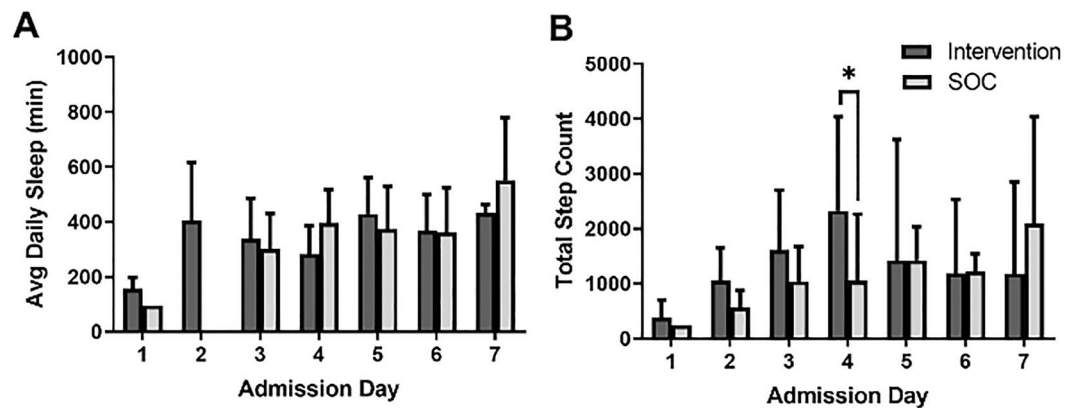 A
Avg Daily Sleep (min)
1000
800
600
400
200
0
1 2 3 4 5 6 7
Admission Day
B
Intervention
SOC
Total Step Count
5000
4000
3000
2000
1000
0
*
1 2 3 4 5 6 7
Admission Day